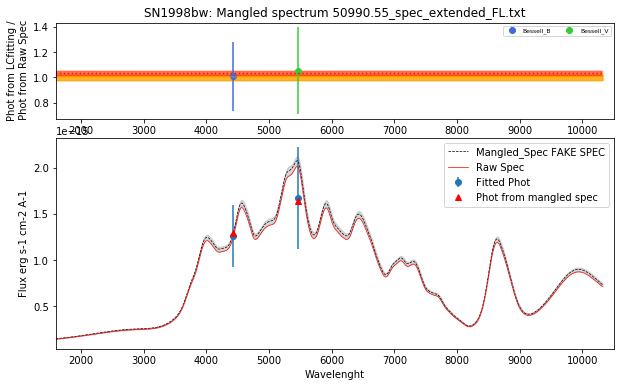 SN1998bw: Mangled spectrum 50990.55_spec_extended_FL.txt
Phot from LCfitting /
Phot from Raw Spec
1.4
1.2
1.0
0.8
Bessell_B
Bessell_V
2000 3000 4000 5000 6000 7000 8000 9000 10000
Flux erg s-1 cm-2 A-1
2.0
1.5
1.0
0.5
Mangled_Spec FAKE SPEC
Raw Spec
Fitted Phot
Phot from mangled spec
2000 3000 4000 5000 6000 7000 8000 9000 10000
Wavelenght